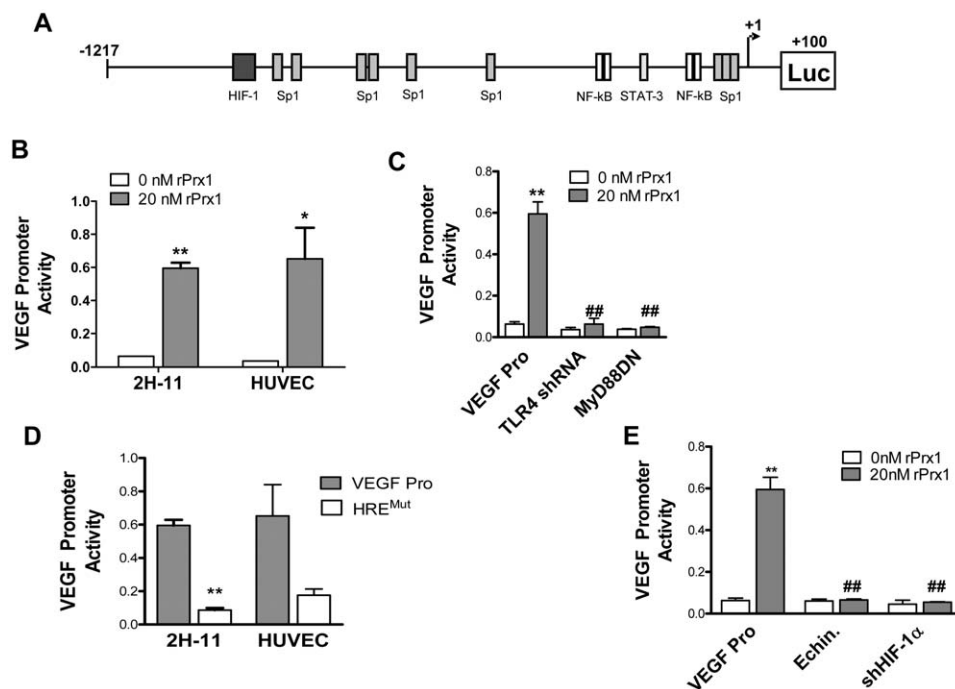 A
-1217
+1
+100
Luc
HIF-1
Sp1
Sp1
Sp1
Sp1
NF-kB
STAT-3
NF-kB
Sp1
B
0 nM rPrx1
20 nM rPrx1
VEGF Promoter
Activity
1.0
0.8
0.6
0.4
0.2
0.0
**
*
2H-11
HUVEC
C
0 nM rPrx1
20 nM rPrx1
VEGF Promoter
Activity
0.8
0.6
0.4
0.2
0.0
**
##
##
VEGF Pro
TLR4 shRNA
MyD88DN
D
VEGF Pro
HREMut
VEGF Promoter
Activity
1.0
0.8
0.6
0.4
0.2
0.0
**
2H-11
HUVEC
E
0nM rPrx1
20nM rPrx1
VEGF Promoter
Activity
0.8
0.6
0.4
0.2
0.0
**
##
##
VEGF Pro
Echin.
shHIF-1α